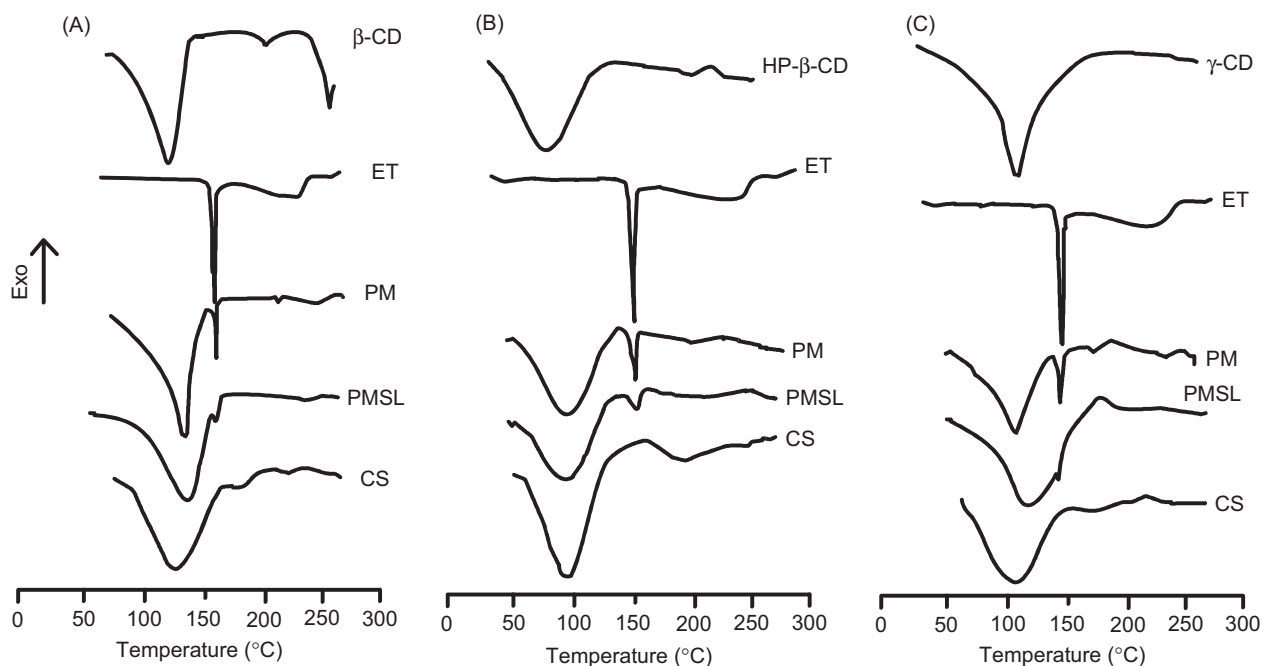 (A)
β-CD
ET
PM
PMSL
CS
Exo
0 50 100 150 200 250 300
Temperature (°C)
(B)
HP-β-CD
ET
PM
PMSL
CS
0 50 100 150 200 250 300
Temperature (°C)
(C)
γ-CD
ET
PM
PMSL
CS
0 50 100 150 200 250 300
Temperature (°C)